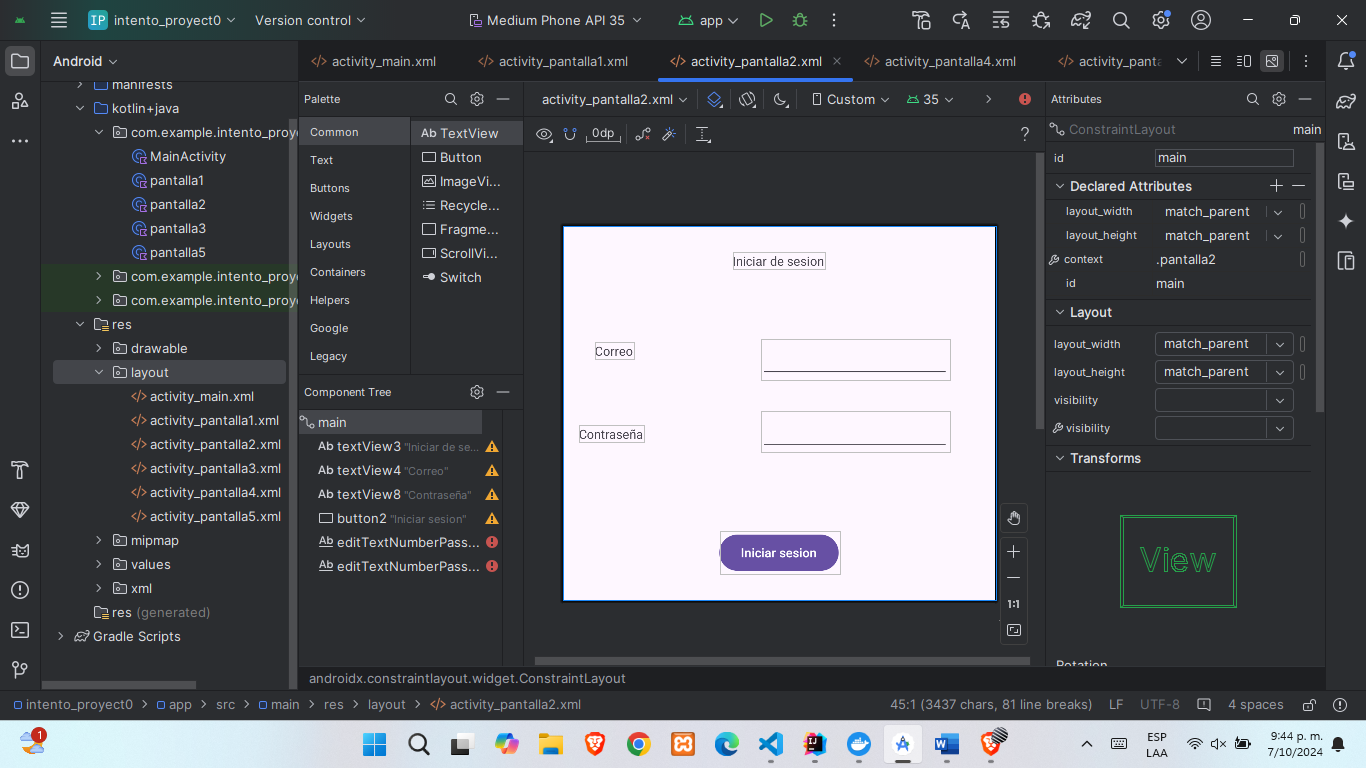 IP intento_proyect0 Version control Medium Phone API 35 app
Android
manifests
kotlin+java
com.example.intento_proy
MainActivity
pantalla1
pantalla2
pantalla3
pantalla5
com.example.intento_proy
com.example.intento_proy
res
drawable
layout
activity_main.xml
activity_pantalla1.xml
activity_pantalla2.xml
activity_pantalla3.xml
activity_pantalla4.xml
activity_pantalla5.xml
mipmap
values
xml
res (generated)
Gradle Scripts
activity_main.xml activity_pantalla1.xml activity_pantalla2.xml activity_pantalla4.xml activity_panta
Palette
Common
Text
Buttons
Widgets
Layouts
Containers
Helpers
Google
Legacy
Ab TextView
Button
ImageVi...
Recycle...
Fragme...
ScrollVi...
Switch
Component Tree
main
Ab textView3 "Iniciar de se...
Ab textView4 "Correo"
Ab textView8 "Contraseña"
button2 "Iniciar sesion"
Ab editTextNumberPass...
Ab editTextNumberPass...
activity_pantalla2.xml Custom 35
0dp ?
Iniciar de sesion
Correo
Contraseña
Iniciar sesion
1:1
Attributes
ConstraintLayout main
id main
Declared Attributes
layout_width match_parent
layout_height match_parent
context .pantalla2
id main
Layout
layout_width match_parent
layout_height match_parent
visibility
visibility
Transforms
View
Rotation
androidx.constraintlayout.widget.ConstraintLayout
intento_proyect0 > app > src > main > res > layout > activity_pantalla2.xml 45:1 (3437 chars, 81 line breaks) LF UTF-8 4 spaces
1
ESP
LAA
9:44 p. m.
7/10/2024